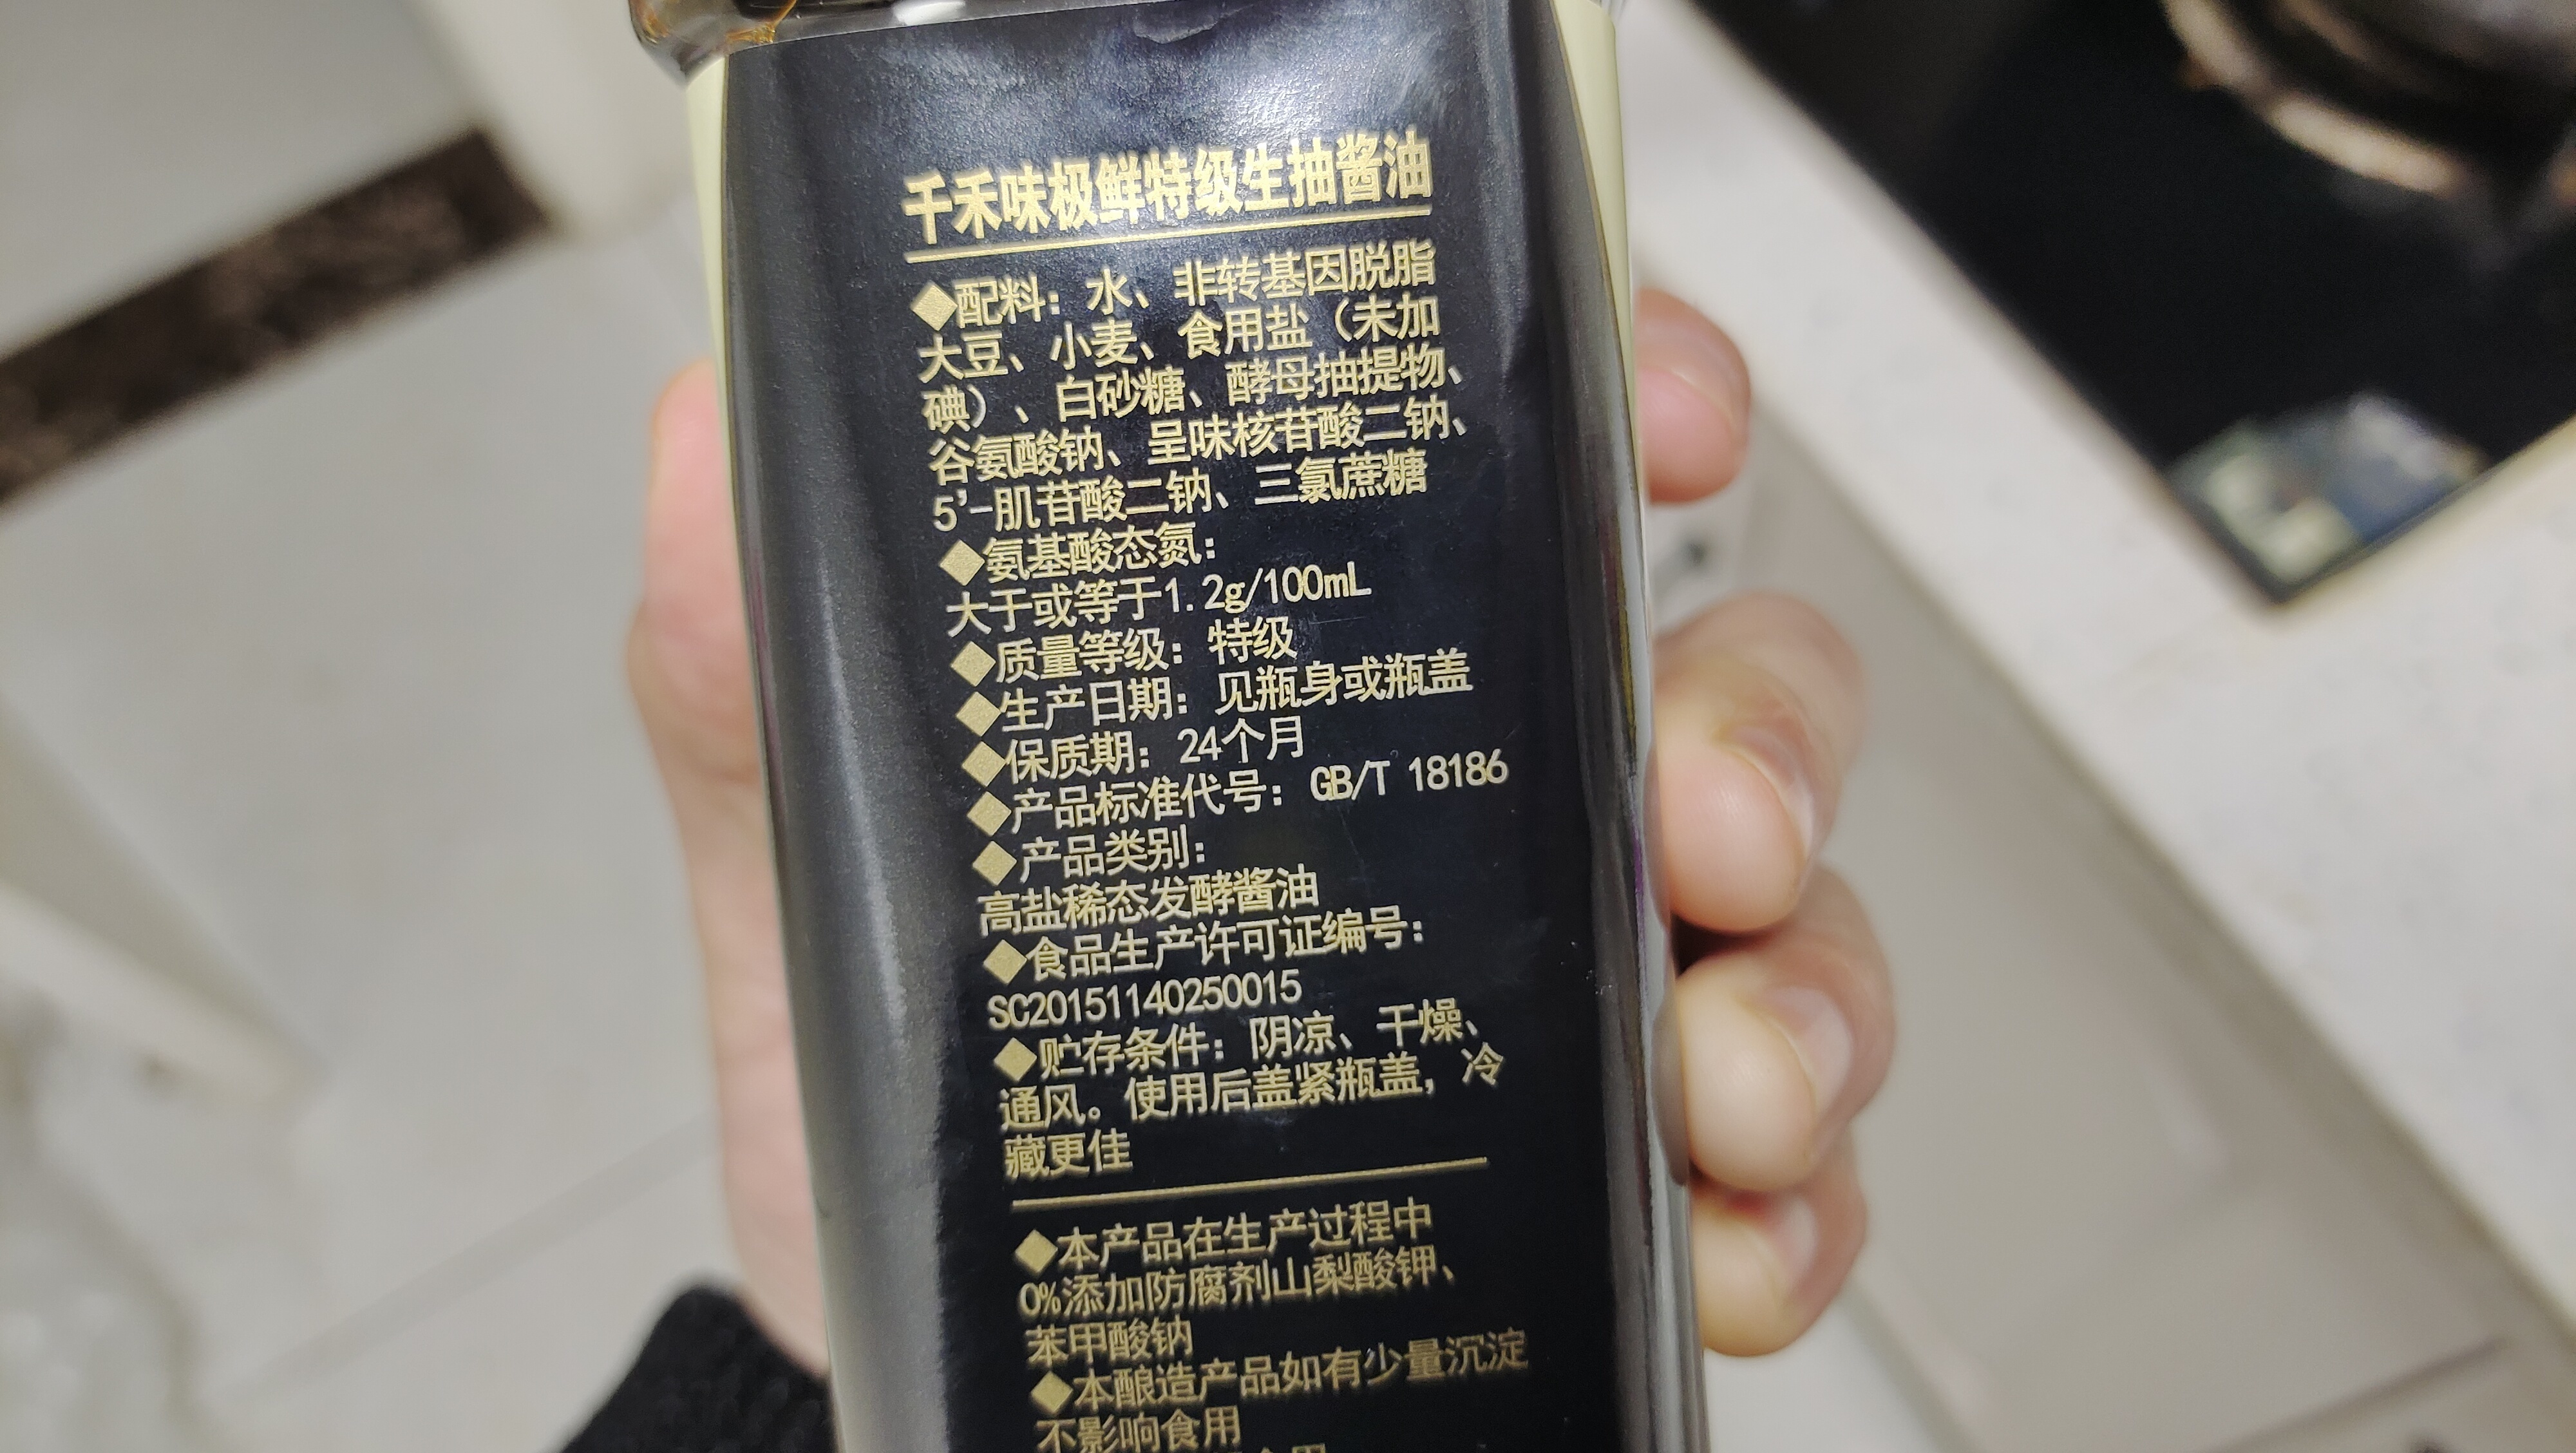 千禾味极鲜特级生抽酱油
◆配料：水、非转基因脱脂
大豆、小麦、食用盐（未加
碘）、白砂糖、酵母抽提物、
谷氨酸钠、呈味核苷酸二钠、
5'-肌苷酸二钠、三氯蔗糖
◆氨基酸态氮：
大于或等于1.2g/100mL
◆质量等级：特级
◆生产日期：见瓶身或瓶盖
◆保质期：24个月
◆产品标准代号：GB/T 18186
◆产品类别：
高盐稀态发酵酱油
◆食品生产许可证编号：
SC20151140250015
◆贮存条件：阴凉、干燥、
通风。使用后盖紧瓶盖，冷
藏更佳
◆本产品在生产过程中
0%添加防腐剂山梨酸钾、
苯甲酸钠
◆本酿造产品如有少量沉淀
不影响食用